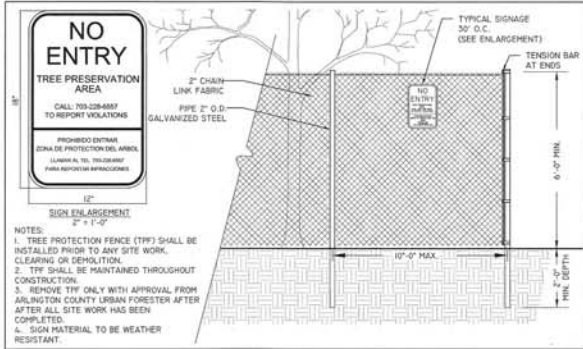 NO
ENTRY
TREE PRESERVATION
AREA
CALL: 703-228-6557
TO REPORT VIOLATIONS
PROHIBIDO ENTRAR
ZONA DE PROTECCION DEL ARBOL
LLAMAR AL TEL. 703-228-6557
PARA REPORTAR INFRACCIONES
18"
12"
SIGN ENLARGEMENT
2" = 1'-0"
NOTES:
1. TREE PROTECTION FENCE (TPF) SHALL BE
INSTALLED PRIOR TO ANY SITE WORK,
CLEARING OR DEMOLITION.
2. TPF SHALL BE MAINTAINED THROUGHOUT
CONSTRUCTION.
3. REMOVE TPF ONLY WITH APPROVAL FROM
ARLINGTON COUNTY URBAN FORESTER AFTER
AFTER ALL SITE WORK HAS BEEN
COMPLETED.
4. SIGN MATERIAL TO BE WEATHER
RESISTANT.
2" CHAIN
LINK FABRIC
PIPE 2" O.D.
GALVANIZED STEEL
TYPICAL SIGNAGE
30' O.C.
(SEE ENLARGEMENT)
TENSION BAR
AT ENDS
NO
ENTRY
6'-0" MIN.
10'-0" MAX.
2'-0"
MIN. DEPTH